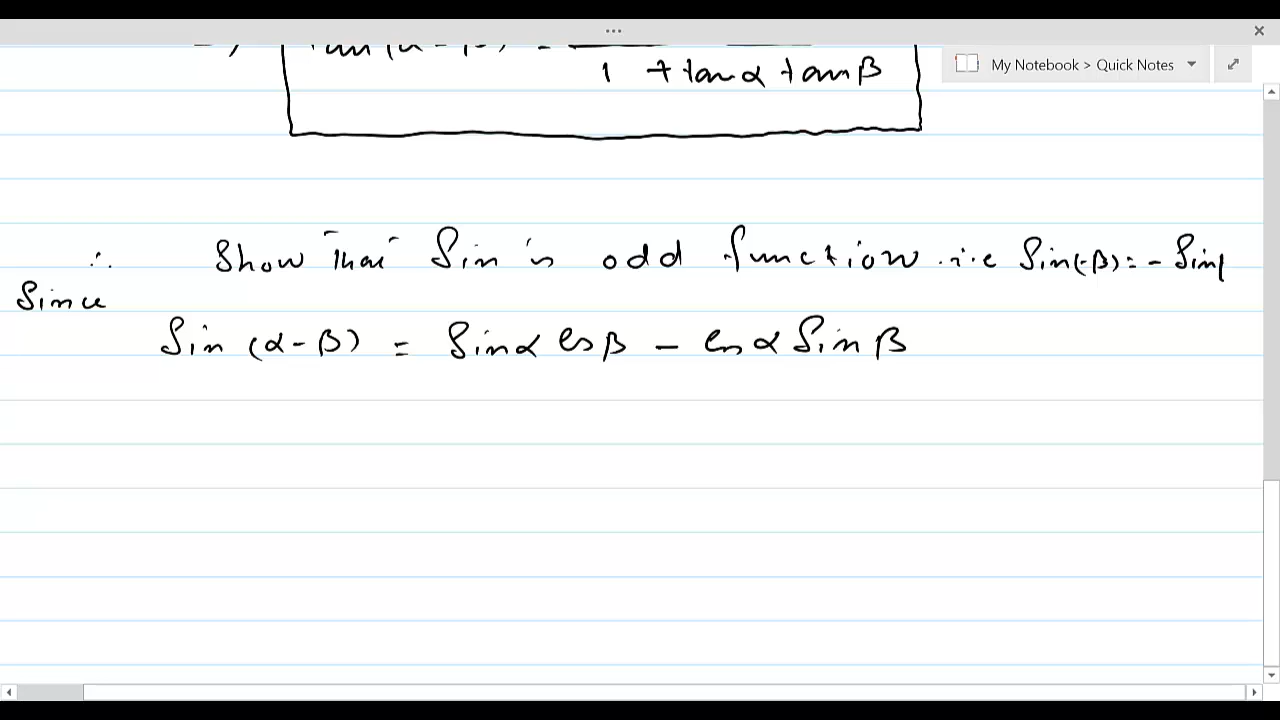 ...
1 + tanα tanβ
My Notebook > Quick Notes
∴ Show that Sin is odd function i.e Sin(-β) = - Sinβ
Since
Sin (α-β) = Sinα Cosβ - Cosα Sinβ